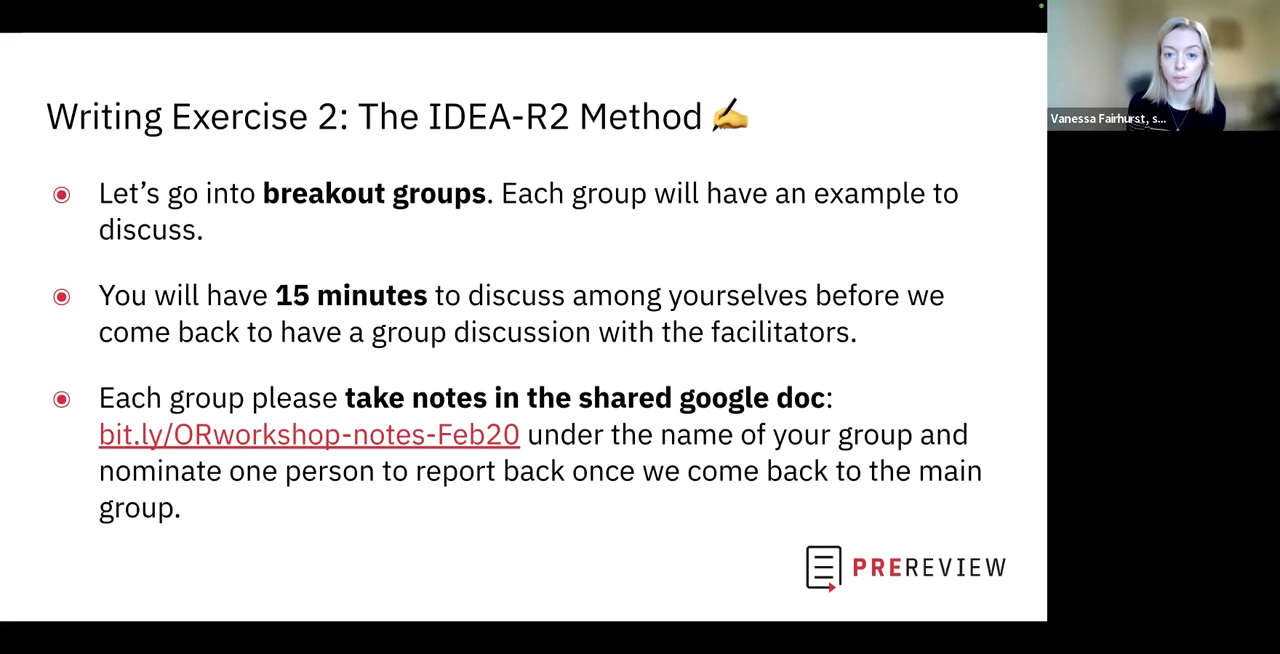 Writing Exercise 2: The IDEA-R2 Method ✍️
Let’s go into breakout groups. Each group will have an example to
discuss.
You will have 15 minutes to discuss among yourselves before we
come back to have a group discussion with the facilitators.
Each group please take notes in the shared google doc:
bit.ly/ORworkshop-notes-Feb20 under the name of your group and
nominate one person to report back once we come back to the main
group.
PREREVIEW
Vanessa Fairhurst, s...